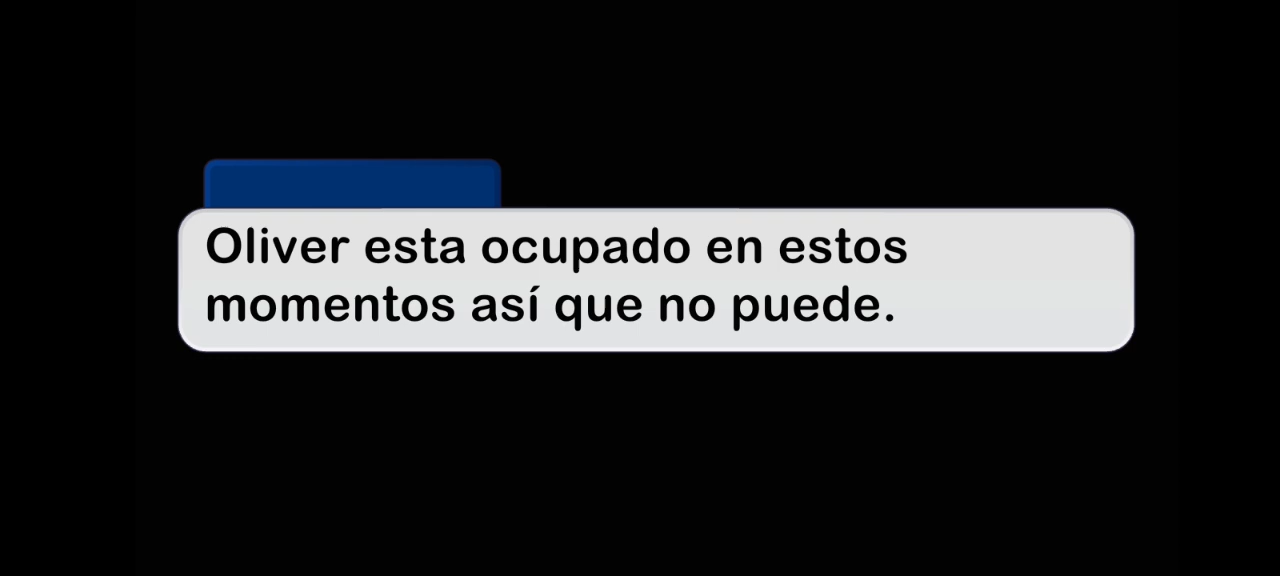 Oliver esta ocupado en estos
momentos así que no puede.